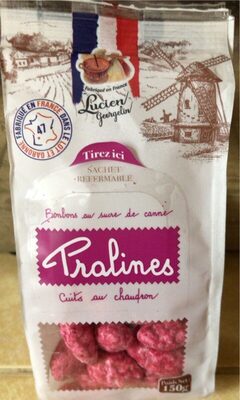 Fabriqué en France
Lucien
Georgelin
FABRIQUÉ EN FRANCE DANS LE LOT ET GARONNE
47
Tirez ici
SACHET
REFERMABLE
Bonbons au sucre de canne
Pralines
Cuits au chaudron
Poids Net
150g